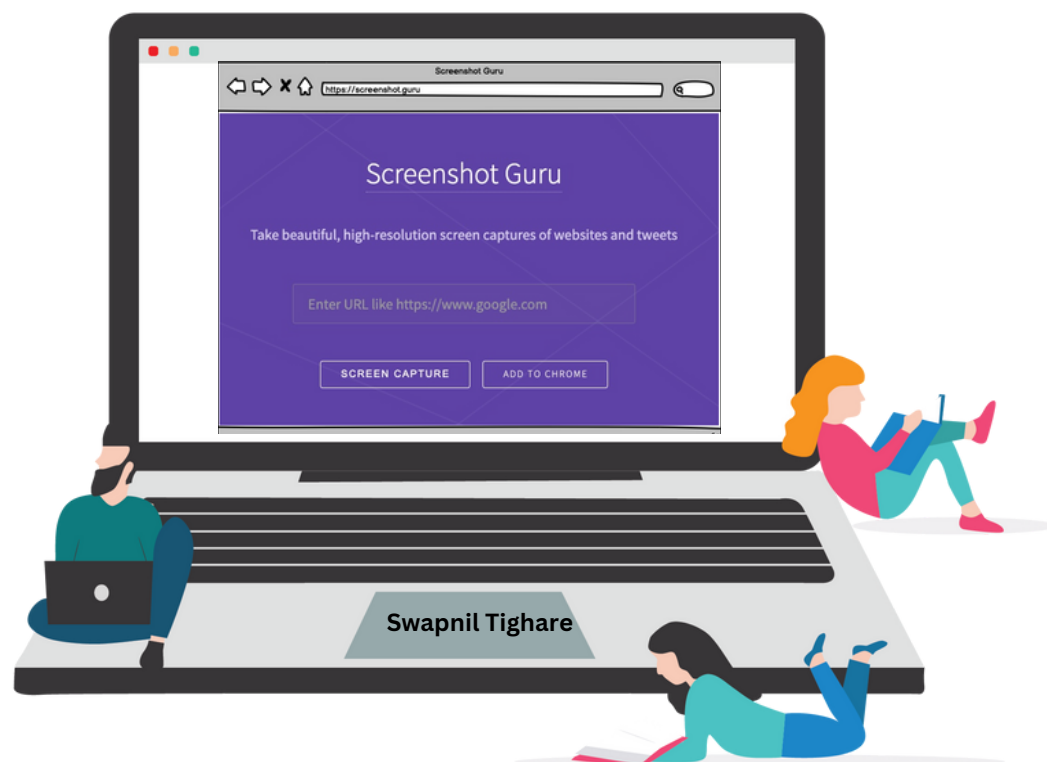 Screenshot Guru
https://screenshot.guru
Screenshot Guru
Take beautiful, high-resolution screen captures of websites and tweets
Enter URL like https://www.google.com
SCREEN CAPTURE ADD TO CHROME
Swapnil Tighare